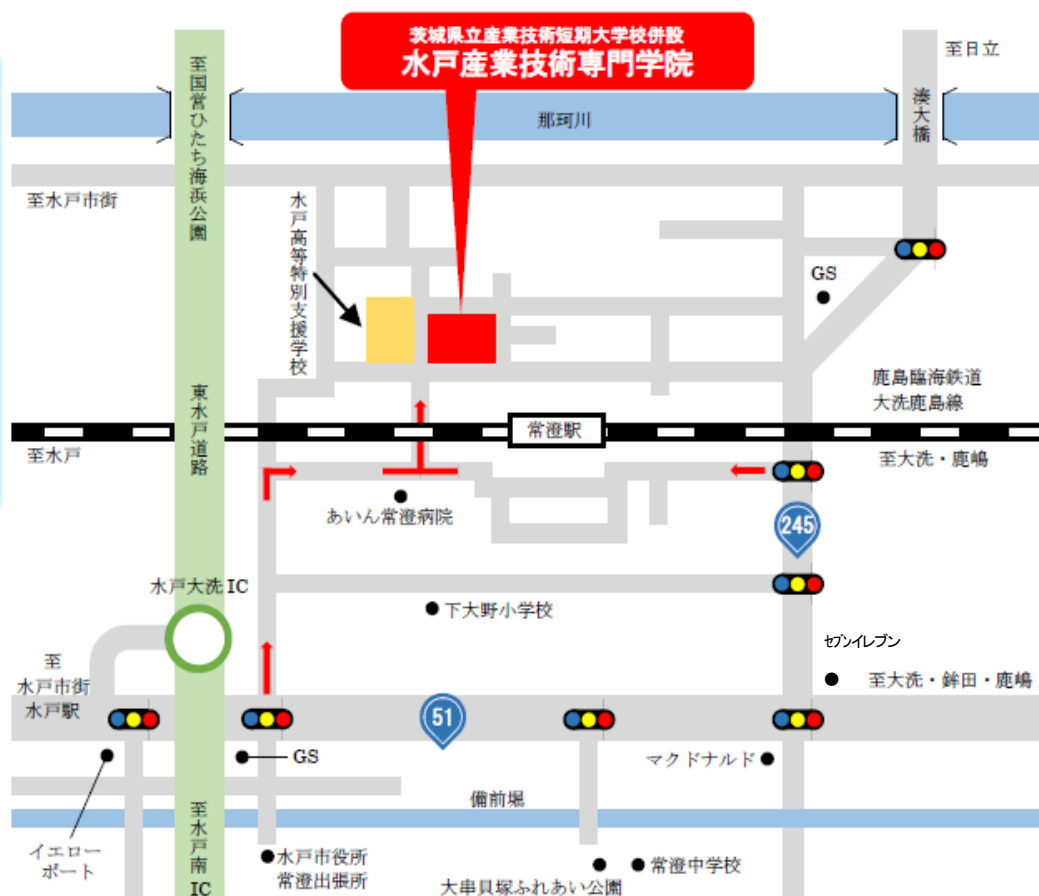 茨城県立産業技術短期大学校併設
水戸産業技術専門学院
至日立
至国営ひたち海浜公園
那珂川
湊大橋
至水戸市街
水戸高等特別支援学校
GS
東水戸道路
鹿島臨海鉄道
大洗鹿島線
常澄駅
至水戸
至大洗・鹿嶋
あいん常澄病院
245
水戸大洗IC
下大野小学校
セブンイレブン
至
水戸市街
水戸駅
至大洗・鉾田・鹿嶋
51
GS
マクドナルド
備前堀
至水戸南IC
イエロー
ポート
水戸市役所
常澄出張所
常澄中学校
大串貝塚ふれあい公園